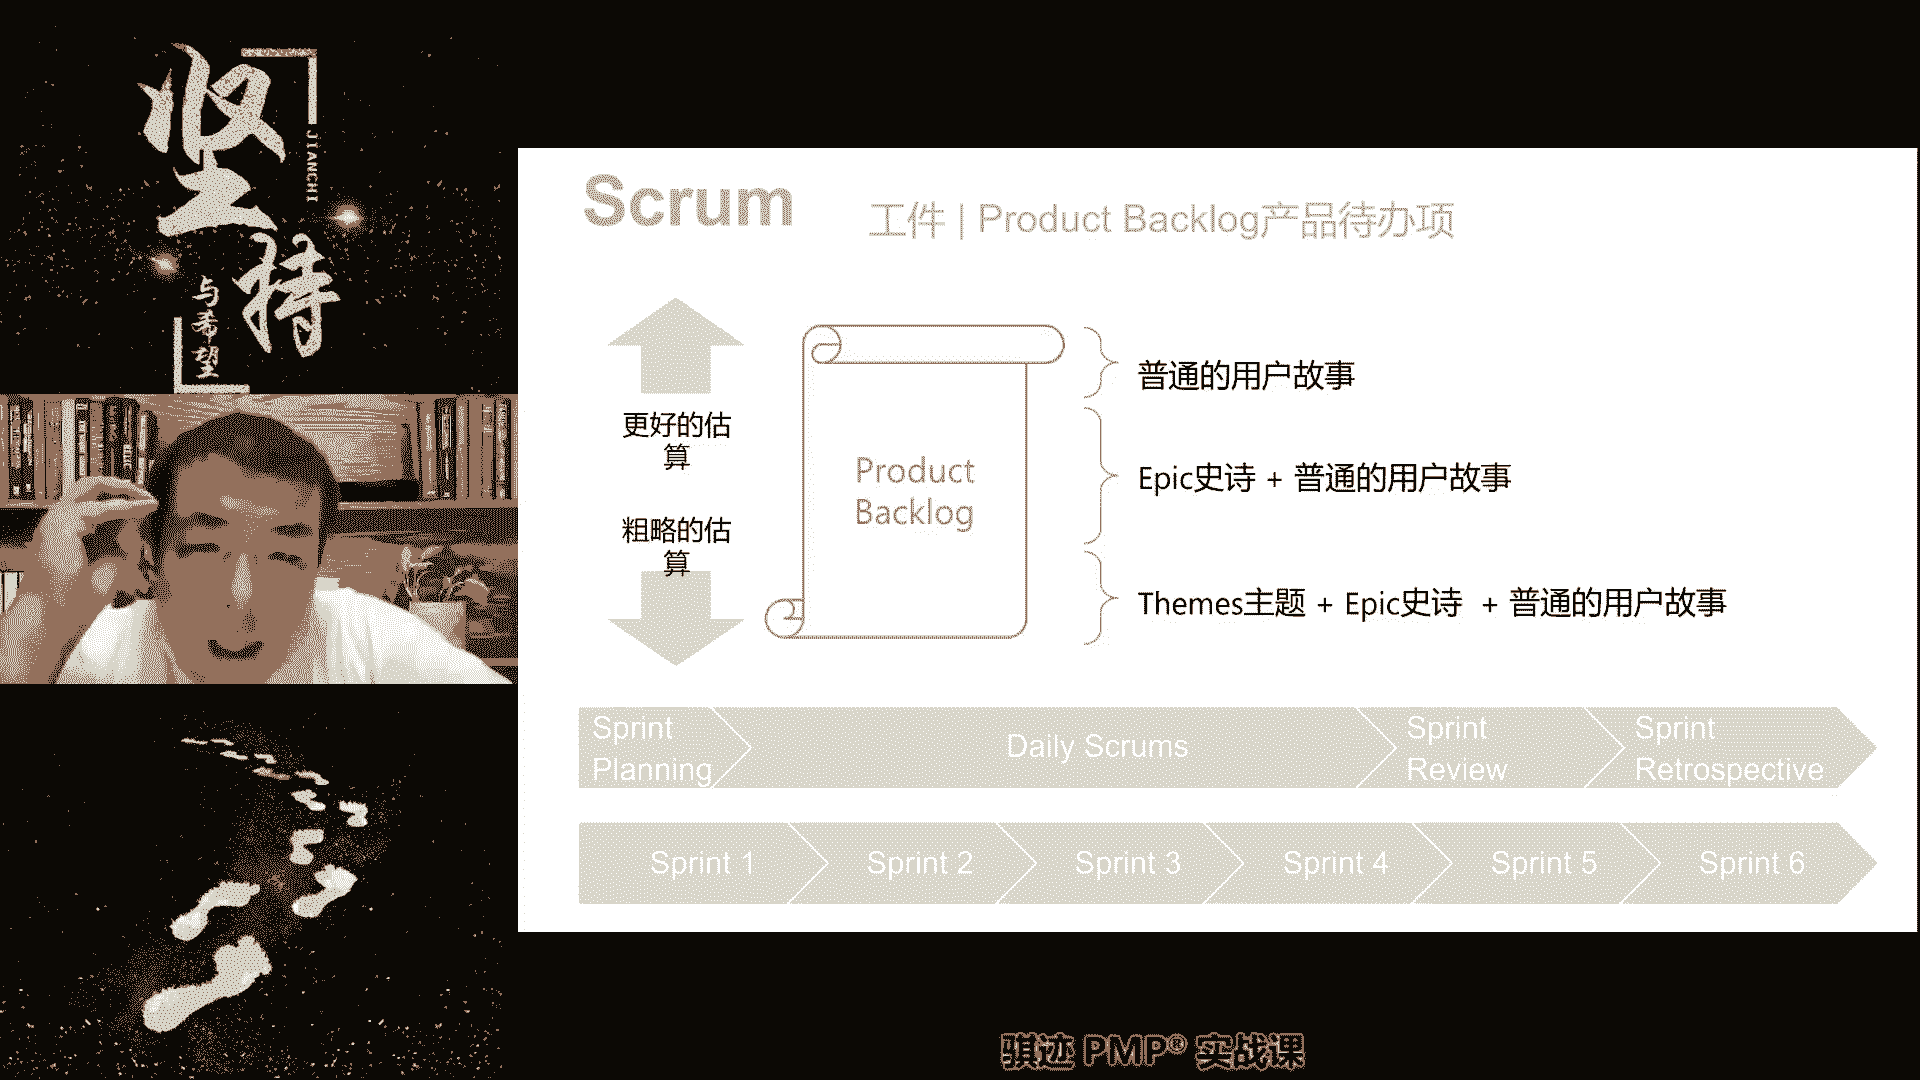 坚持
JIANCHI
与希望
Scrum
工件 | Product Backlog产品待办项
更好的估
算
粗略的估
算
Product
Backlog
普通的用户故事
Epic史诗 + 普通的用户故事
Themes主题 + Epic史诗 + 普通的用户故事
Sprint
Planning
Daily Scrums
Sprint
Review
Sprint
Retrospective
Sprint 1
Sprint 2
Sprint 3
Sprint 4
Sprint 5
Sprint 6
骐迹 PMP® 实战课